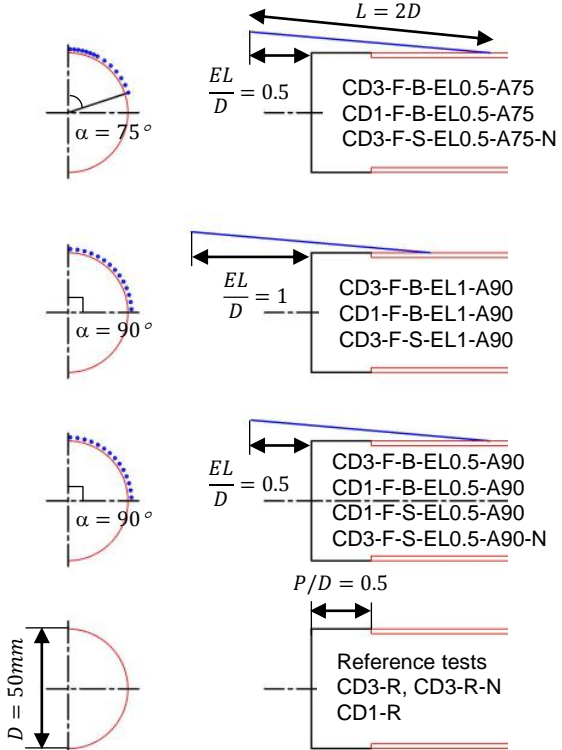 L = 2D
EL/D = 0.5
α = 75°
CD3-F-B-EL0.5-A75
CD1-F-B-EL0.5-A75
CD3-F-S-EL0.5-A75-N
EL/D = 1
α = 90°
CD3-F-B-EL1-A90
CD1-F-B-EL1-A90
CD3-F-S-EL1-A90
EL/D = 0.5
α = 90°
CD3-F-B-EL0.5-A90
CD1-F-B-EL0.5-A90
CD1-F-S-EL0.5-A90
CD3-F-S-EL0.5-A90-N
P/D = 0.5
D = 50mm
Reference tests
CD3-R, CD3-R-N
CD1-R